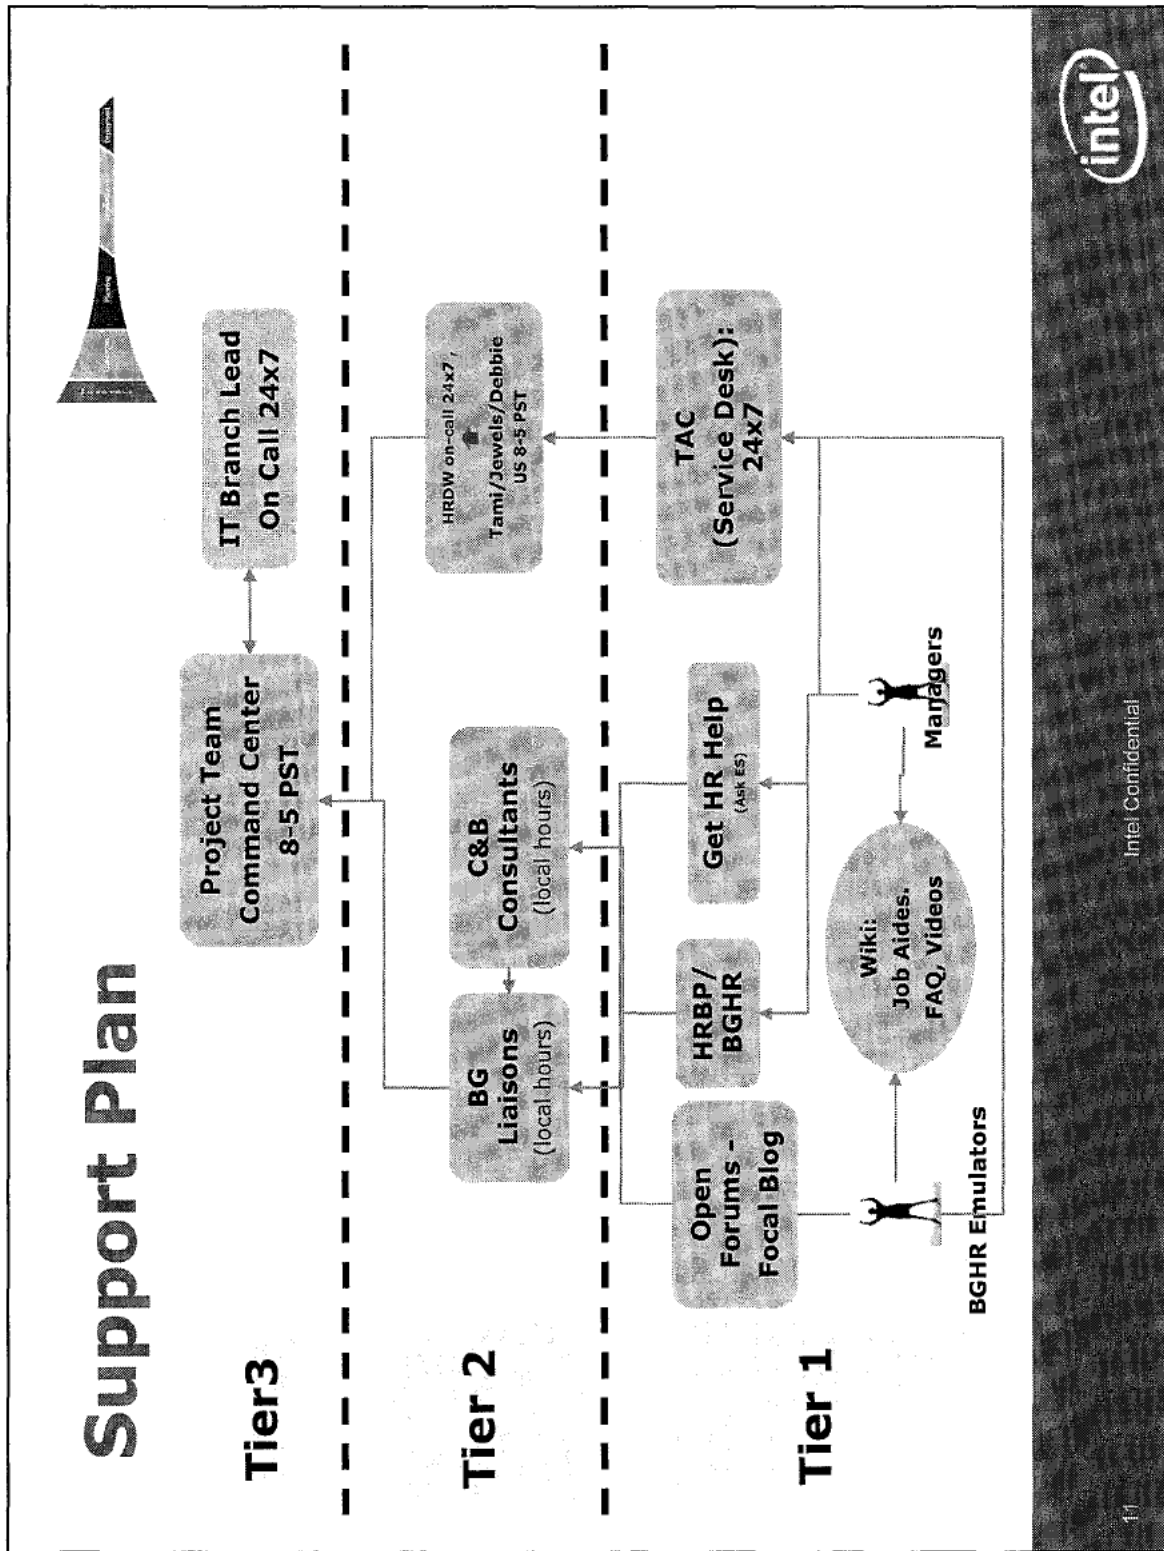 Support Plan
Tier3
Project Team
Command Center
8-5 PST
IT Branch Lead
On Call 24x7
Tier 2
BG
Liaisons
(local hours)
C&B
Consultants
(local hours)
HRDW on-call 24x7,
Tami/Jewels/Debbie
US 8-5 PST
Tier 1
Open
Forums -
Focal Blog
HRBP/
BGHR
Get HR Help
(Ask ES)
TAC
(Service Desk):
24x7
Wiki:
Job Aides.
FAQ, Videos
BGHR Emulators
Managers
11
Intel Confidential
intel